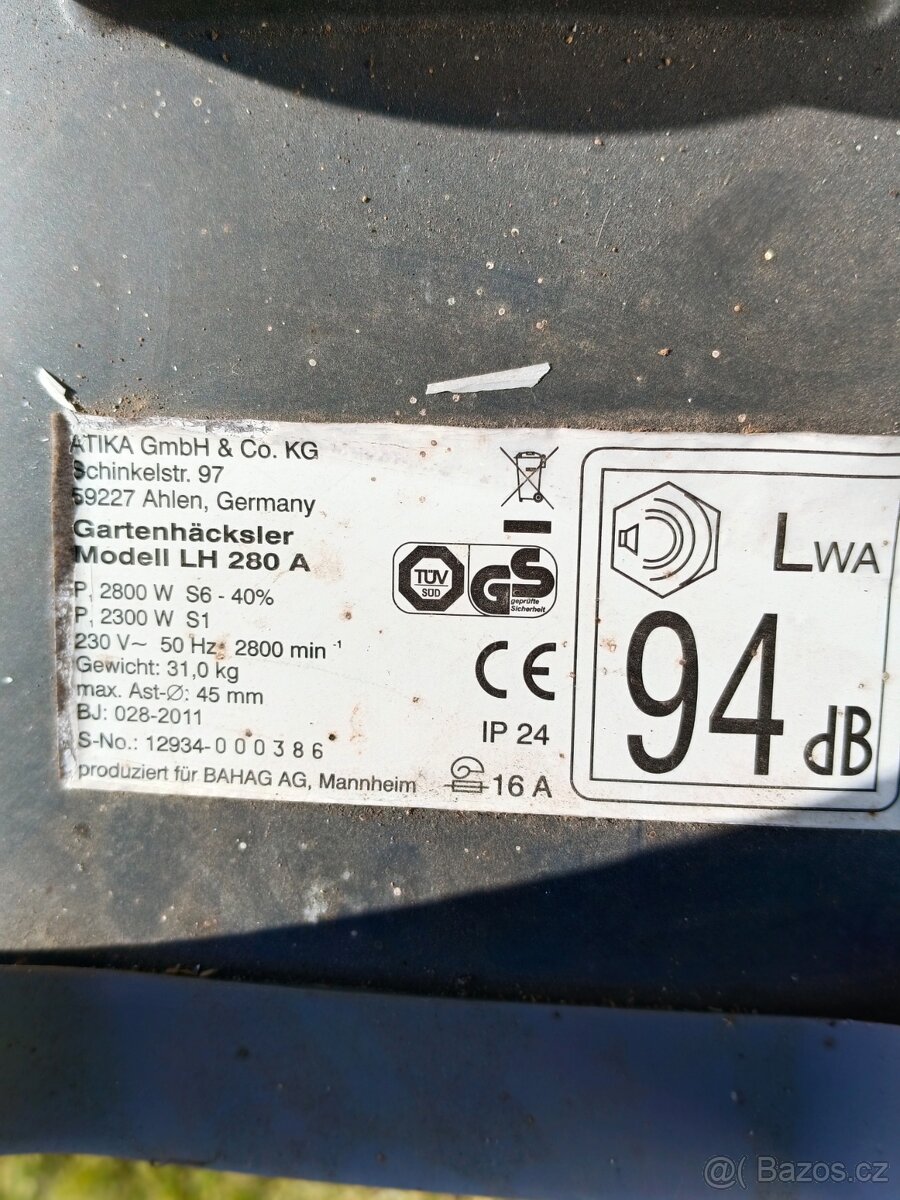 ATIKA GmbH & Co. KG
Schinkelstr. 97
59227 Ahlen, Germany
Gartenhäcksler
Modell LH 280 A
P₁ 2800 W S6 - 40%
P₁ 2300 W S1
230 V~ 50 Hz 2800 min ⁻¹
Gewicht: 31,0 kg
max. Ast-Ø: 45 mm
BJ: 028-2011
S-No.: 12934-000386
produziert für BAHAG AG, Mannheim
TÜV
SÜD
GS
geprüfte
Sicherheit
CE
IP 24
16 A
LWA
94 dB
@( Bazos.cz